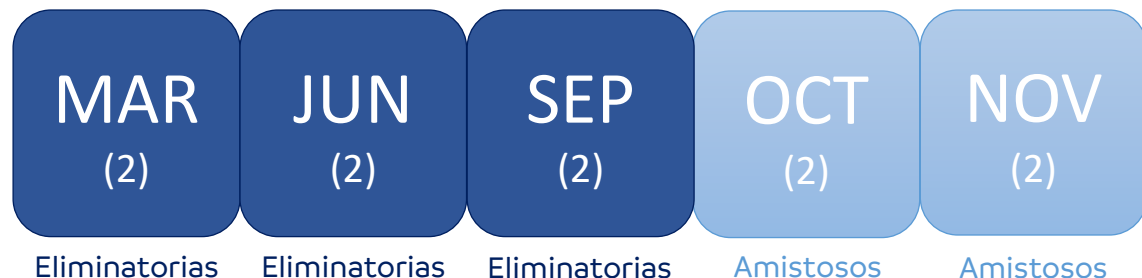 MAR JUN SEP OCT NOV
(2) (2) (2) (2) (2)
Eliminatorias Eliminatorias Eliminatorias Amistosos Amistosos